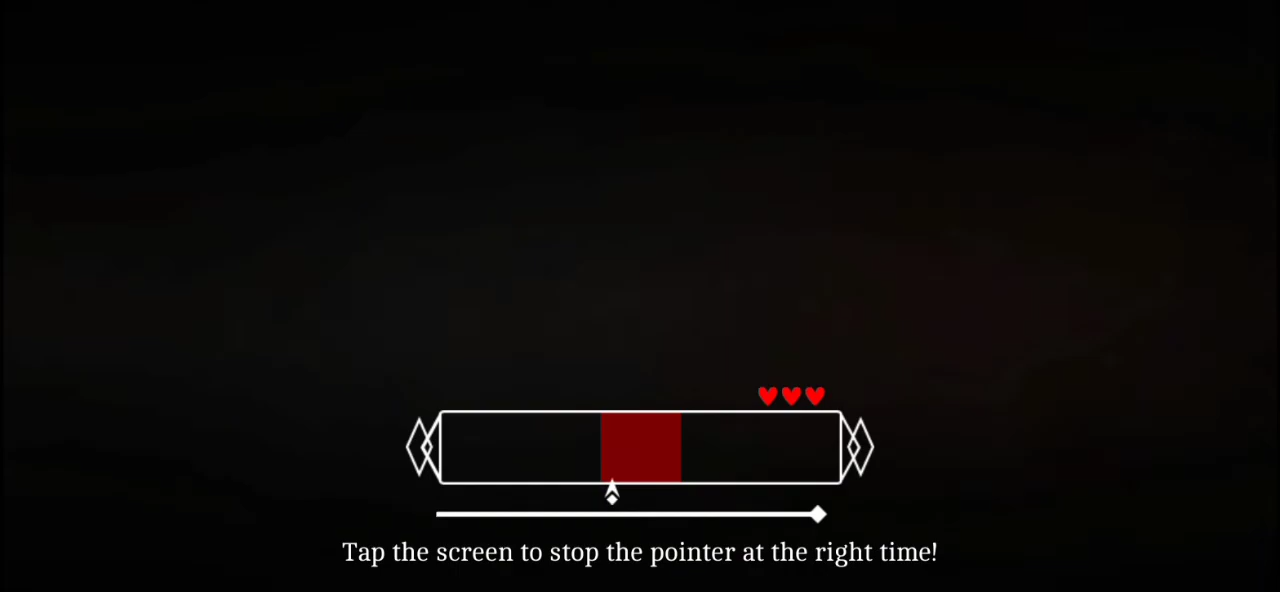 Tap the screen to stop the pointer at the right time!